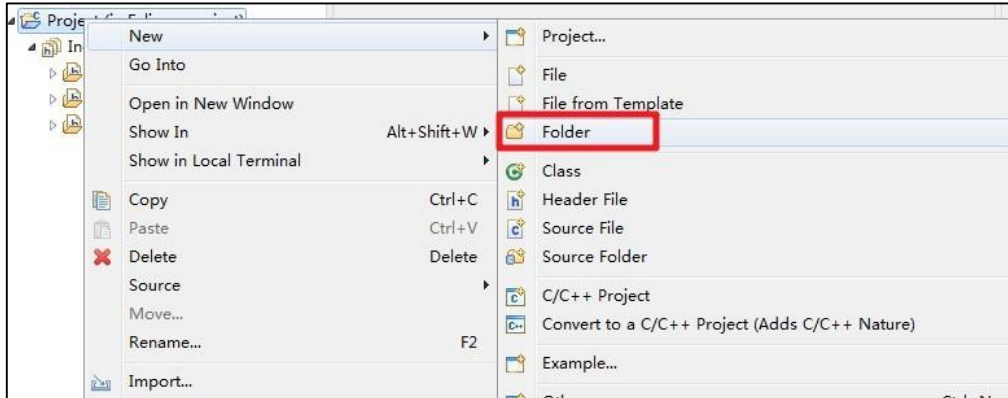 Proje
In
New
Go Into
Open in New Window
Show In Alt+Shift+W
Show in Local Terminal
Copy Ctrl+C
Paste Ctrl+V
Delete Delete
Source
Move...
Rename... F2
Import...
Project...
File
File from Template
Folder
Class
Header File
Source File
Source Folder
C/C++ Project
Convert to a C/C++ Project (Adds C/C++ Nature)
Example...